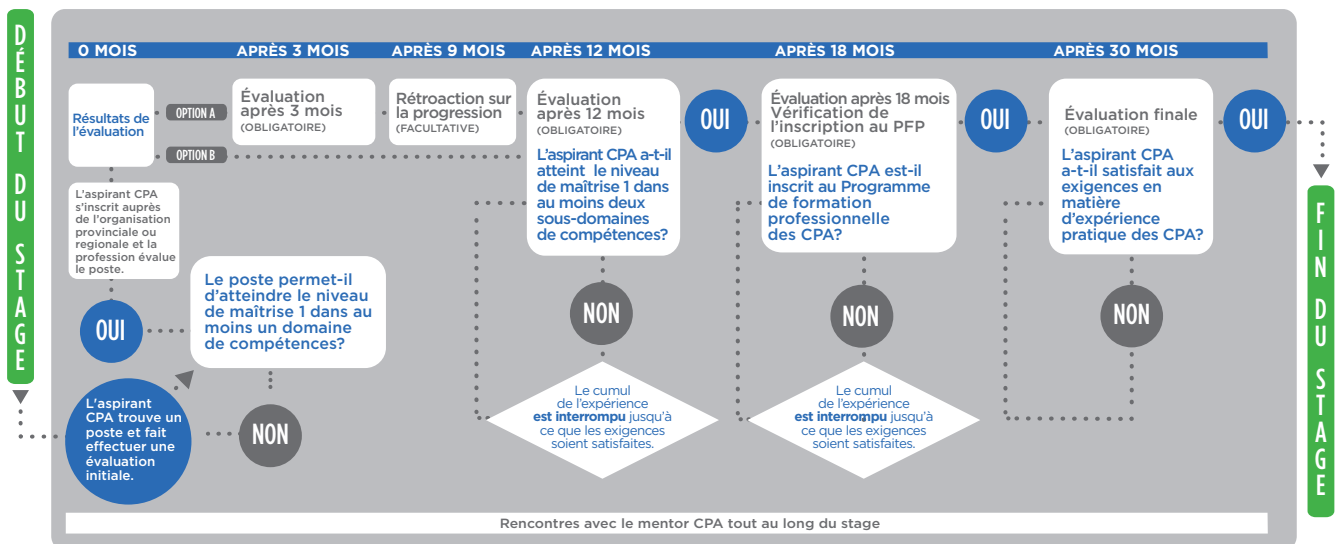 DÉBUT DU STAGE
0 MOIS
APRÈS 3 MOIS
APRÈS 9 MOIS
APRÈS 12 MOIS
APRÈS 18 MOIS
APRÈS 30 MOIS
Résultats de
l'évaluation
OPTION A
OPTION B
Évaluation
après 3 mois
(OBLIGATOIRE)
Rétroaction sur
la progression
(FACULTATIVE)
Évaluation
après 12 mois
(OBLIGATOIRE)
L'aspirant CPA a-t-il
atteint le niveau
de maîtrise 1 dans
au moins deux
sous-domaines
de compétences?
OUI
Évaluation après 18 mois
Vérification de
l'inscription au PFP
(OBLIGATOIRE)
L'aspirant CPA est-il
inscrit au Programme
de formation
professionnelle
des CPA?
OUI
Évaluation finale
(OBLIGATOIRE)
L'aspirant CPA
a-t-il satisfait aux
exigences en
matière
d'expérience
pratique des CPA?
OUI
L'aspirant CPA
s'inscrit auprès
de l'organisation
provinciale ou
regionale et la
profession évalue
le poste.
OUI
Le poste permet-il
d'atteindre le niveau
de maîtrise 1 dans au
moins un domaine
de compétences?
L'aspirant
CPA trouve un
poste et fait
effectuer une
évaluation
initiale.
NON
NON
Le cumul
de l'expérience
est interrompu jusqu'à
ce que les exigences
soient satisfaites.
NON
Le cumul
de l'expérience
est interrompu jusqu'à
ce que les exigences
soient satisfaites.
NON
FIN DU STAGE
Rencontres avec le mentor CPA tout au long du stage